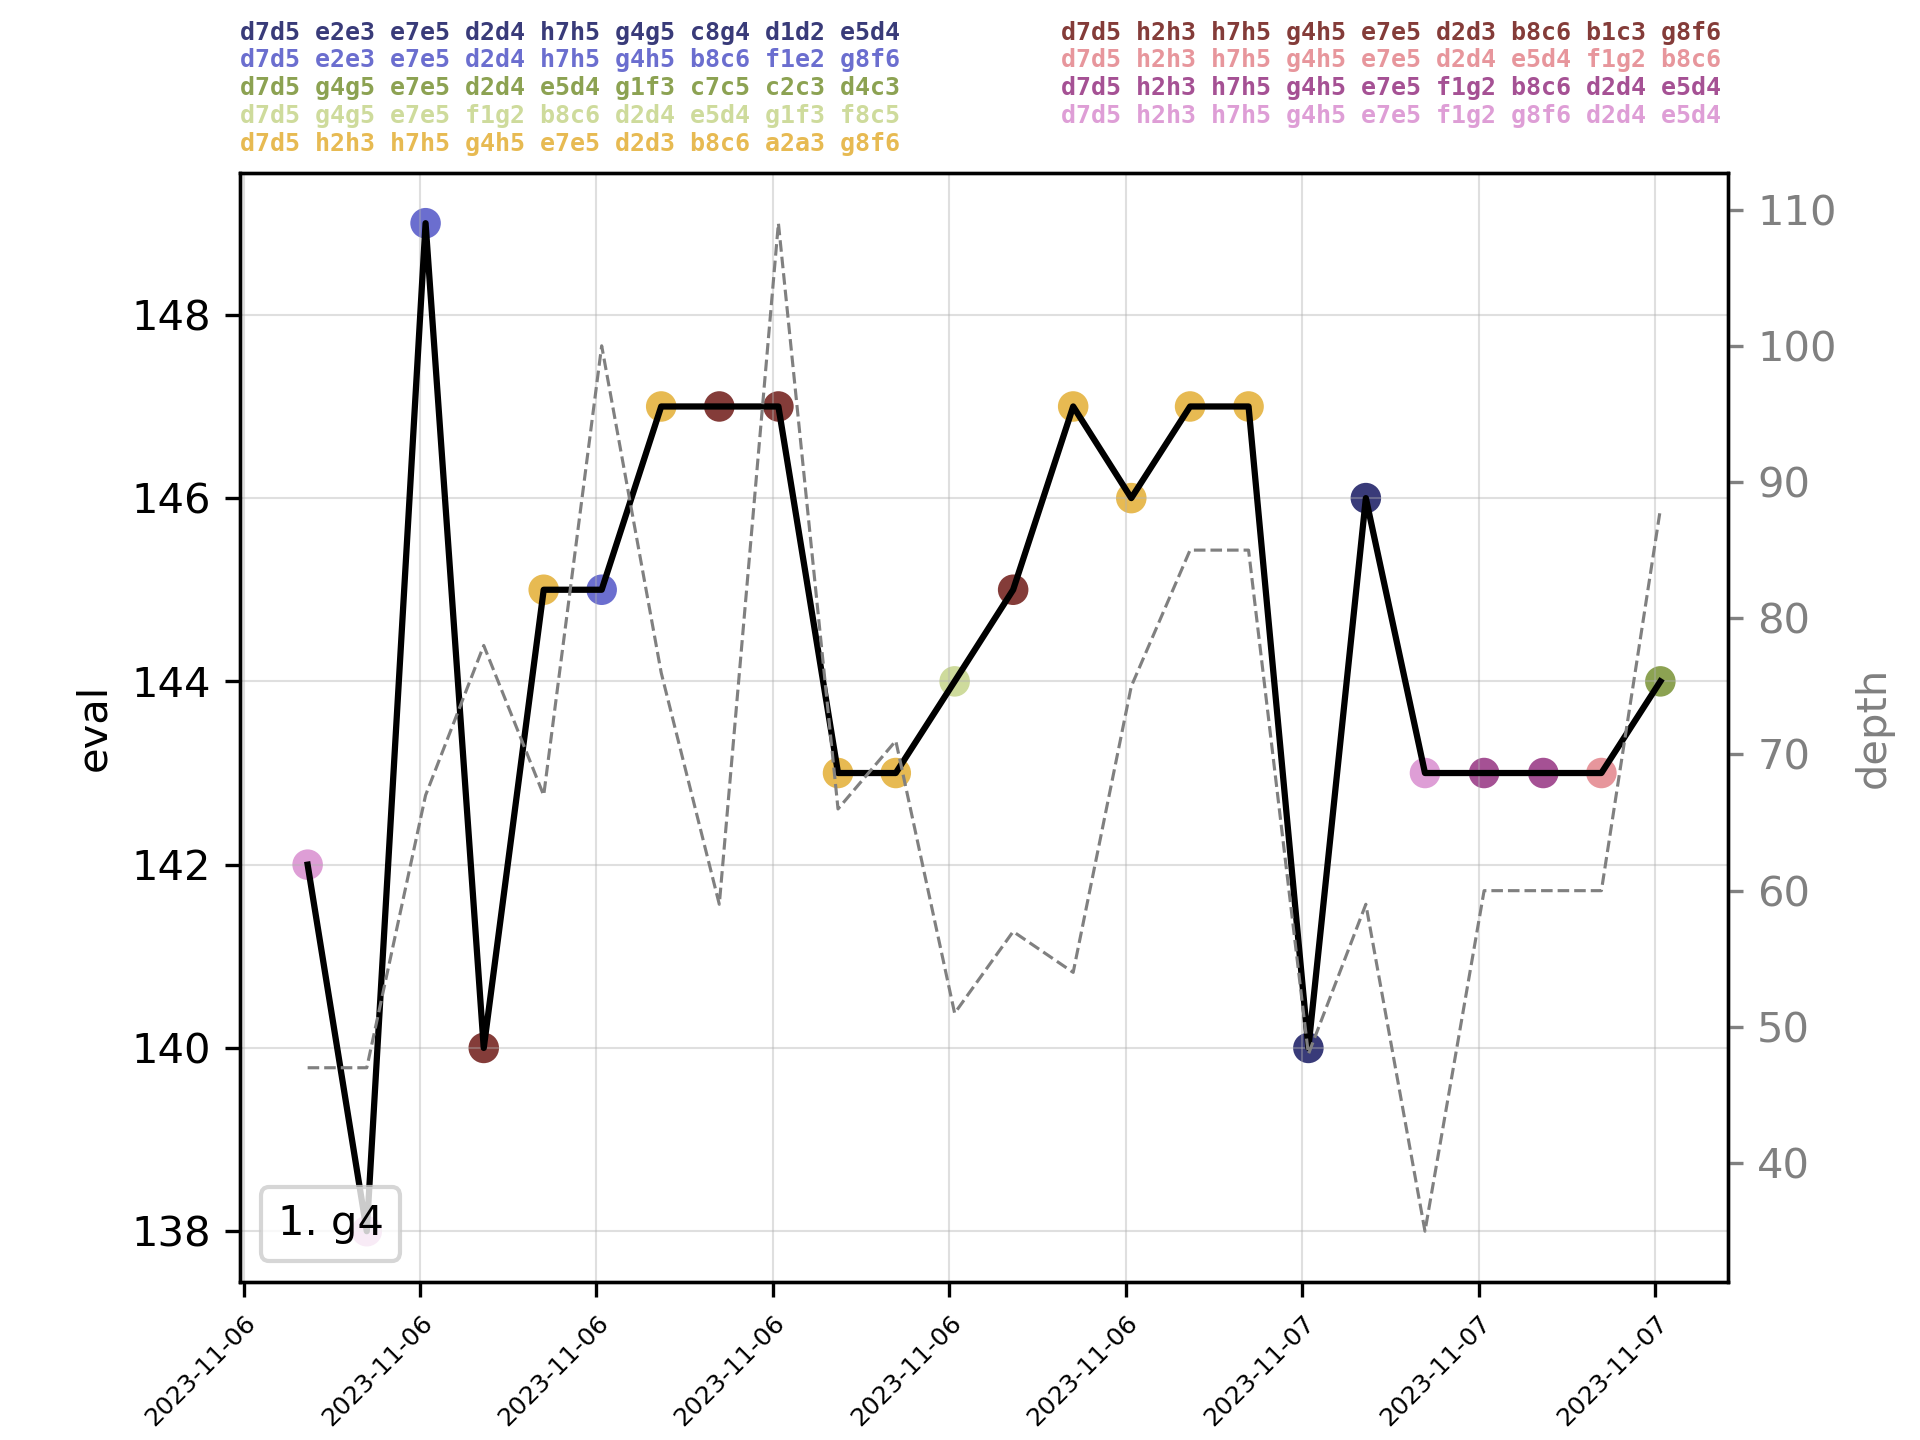 d7d5 e2e3 e7e5 d2d4 h7h5 g4g5 c8g4 d1d2 e5d4
d7d5 e2e3 e7e5 d2d4 h7h5 g4h5 b8c6 f1e2 g8f6
d7d5 g4g5 e7e5 d2d4 e5d4 g1f3 c7c5 c2c3 d4c3
d7d5 g4g5 e7e5 f1g2 b8c6 d2d4 e5d4 g1f3 f8c5
d7d5 h2h3 h7h5 g4h5 e7e5 d2d3 b8c6 a2a3 g8f6
d7d5 h2h3 h7h5 g4h5 e7e5 d2d3 b8c6 b1c3 g8f6
d7d5 h2h3 h7h5 g4h5 e7e5 d2d4 e5d4 f1g2 b8c6
d7d5 h2h3 h7h5 g4h5 e7e5 f1g2 b8c6 d2d4 e5d4
d7d5 h2h3 h7h5 g4h5 e7e5 f1g2 g8f6 d2d4 e5d4
eval
148
146
144
142
140
138
1. g4
110
100
90
80
70
60
50
40
depth
2023-11-06
2023-11-06
2023-11-06
2023-11-06
2023-11-06
2023-11-06
2023-11-07
2023-11-07
2023-11-07